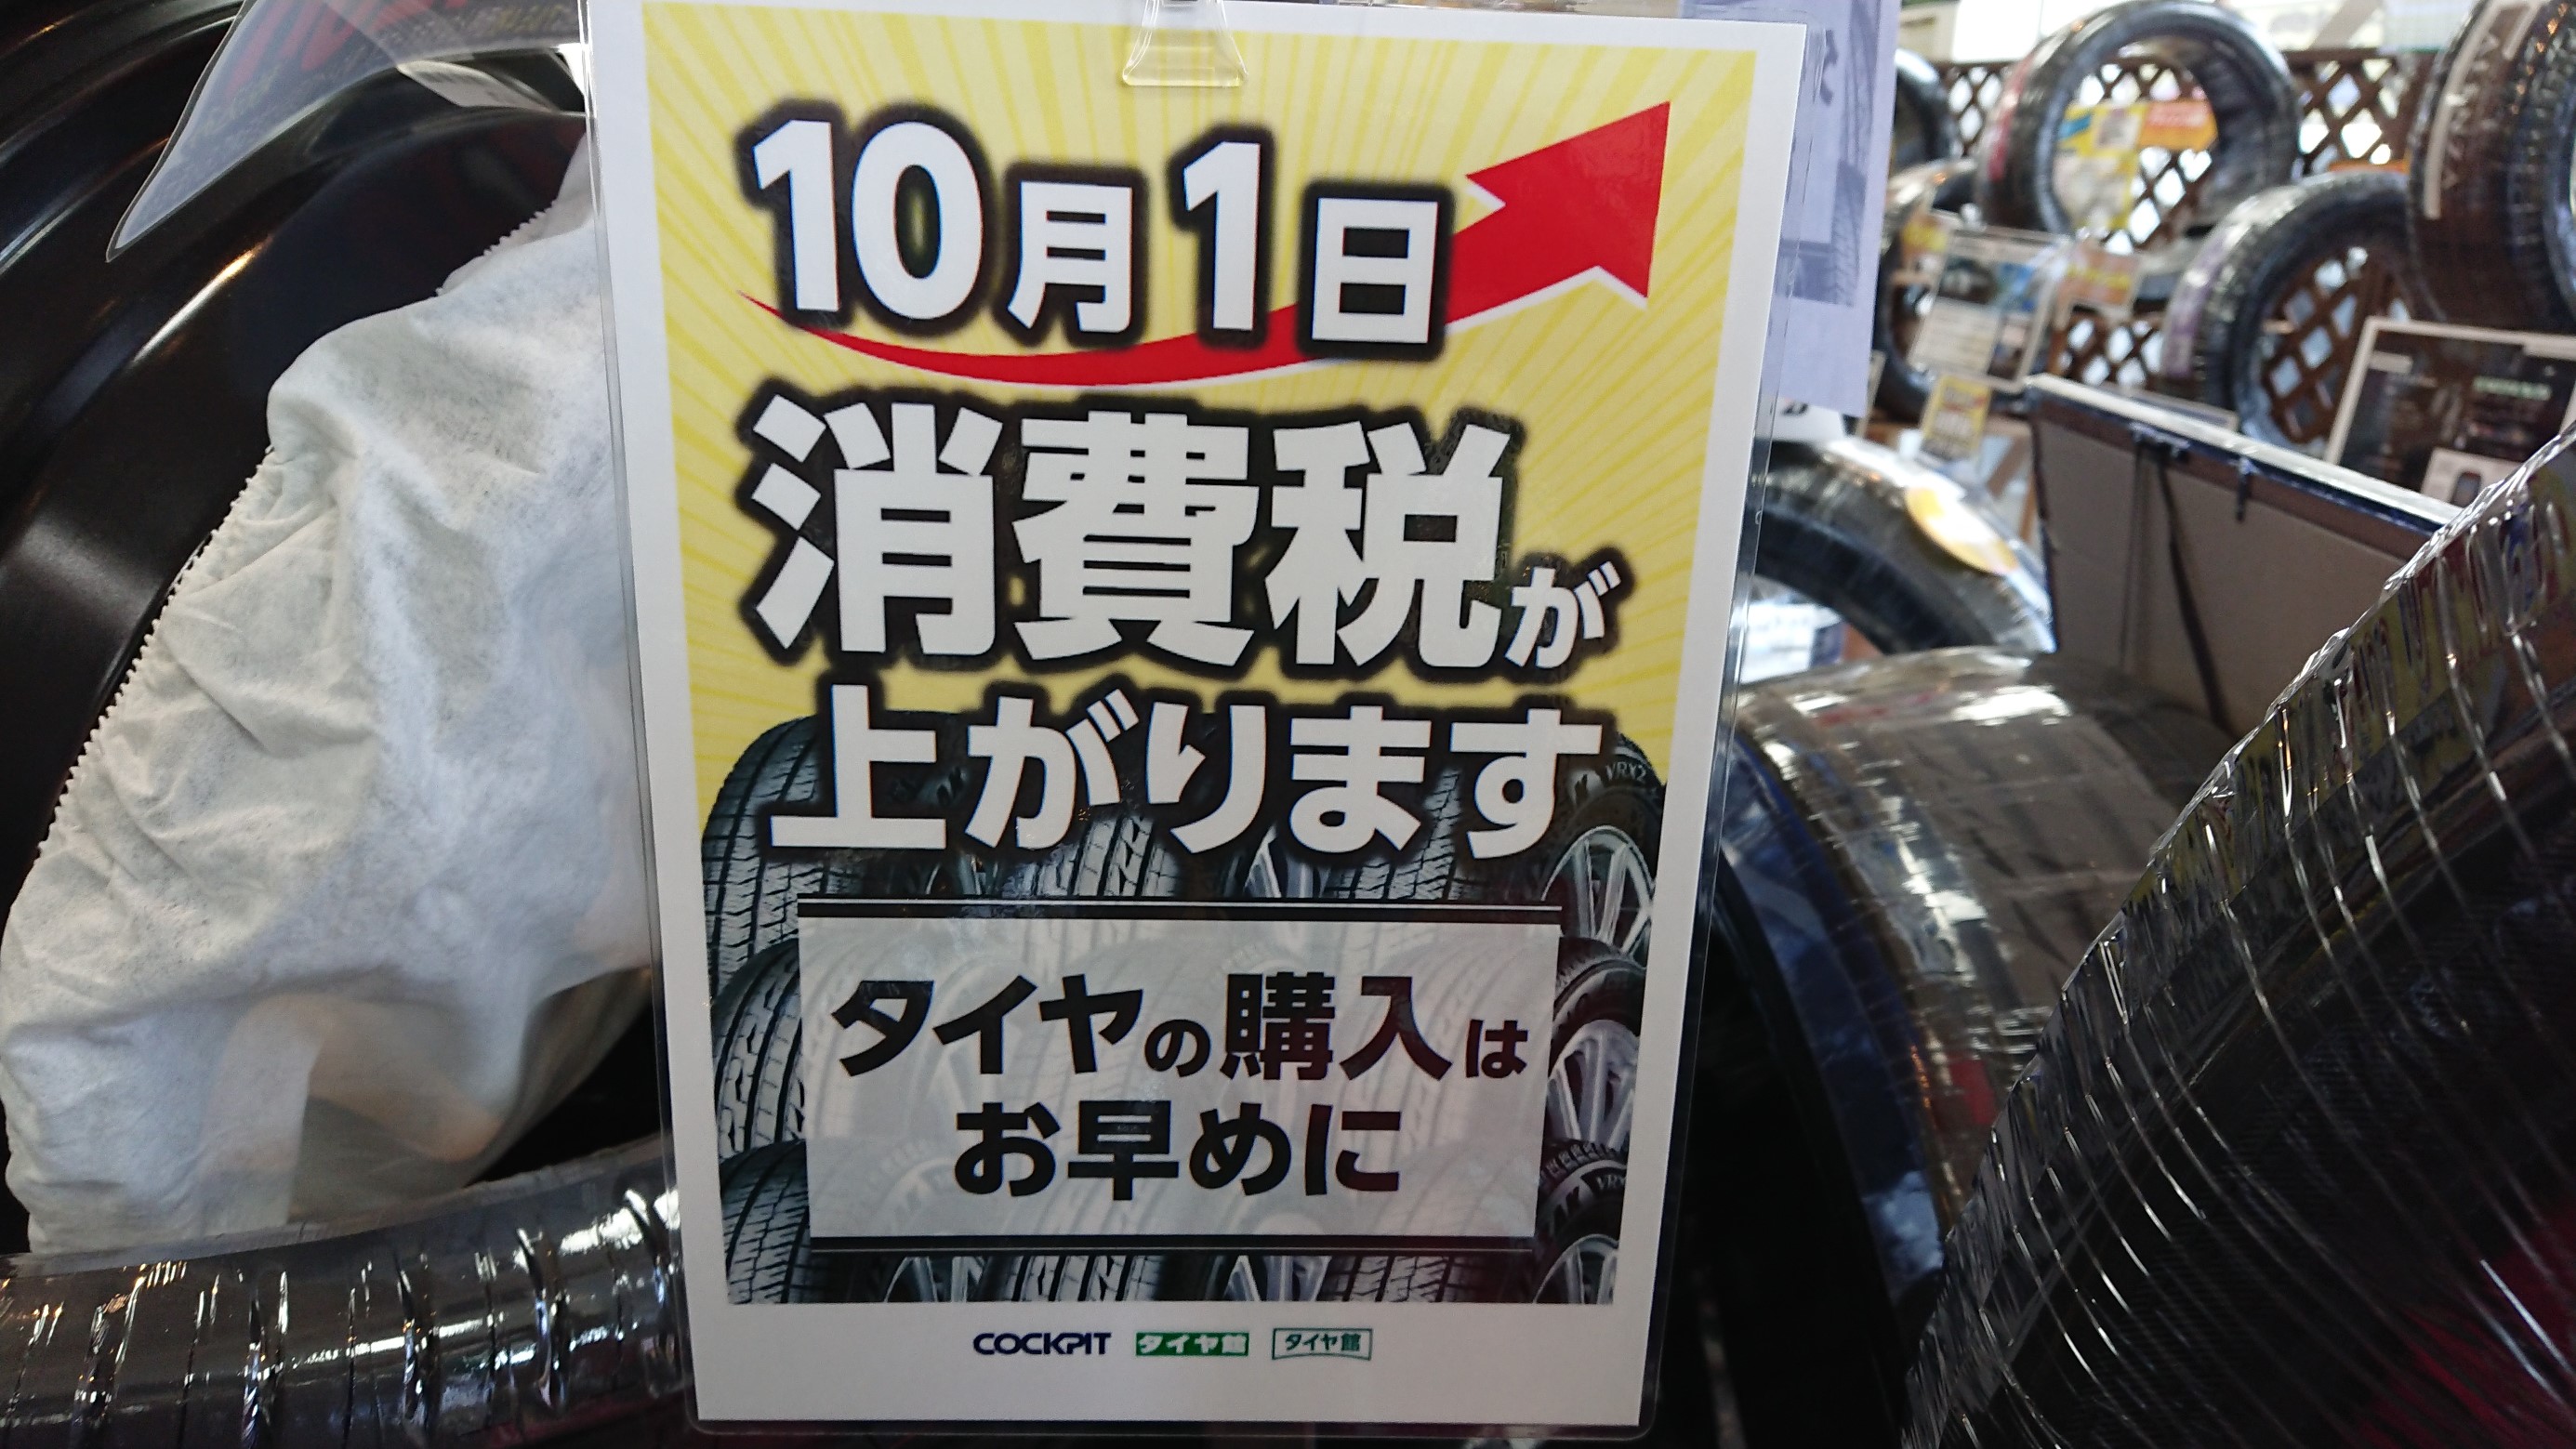 10月1日
消費税が
上がります
タイヤの購入は
お早めに
COCKPIT タイヤ館 タイヤ館
VRX2